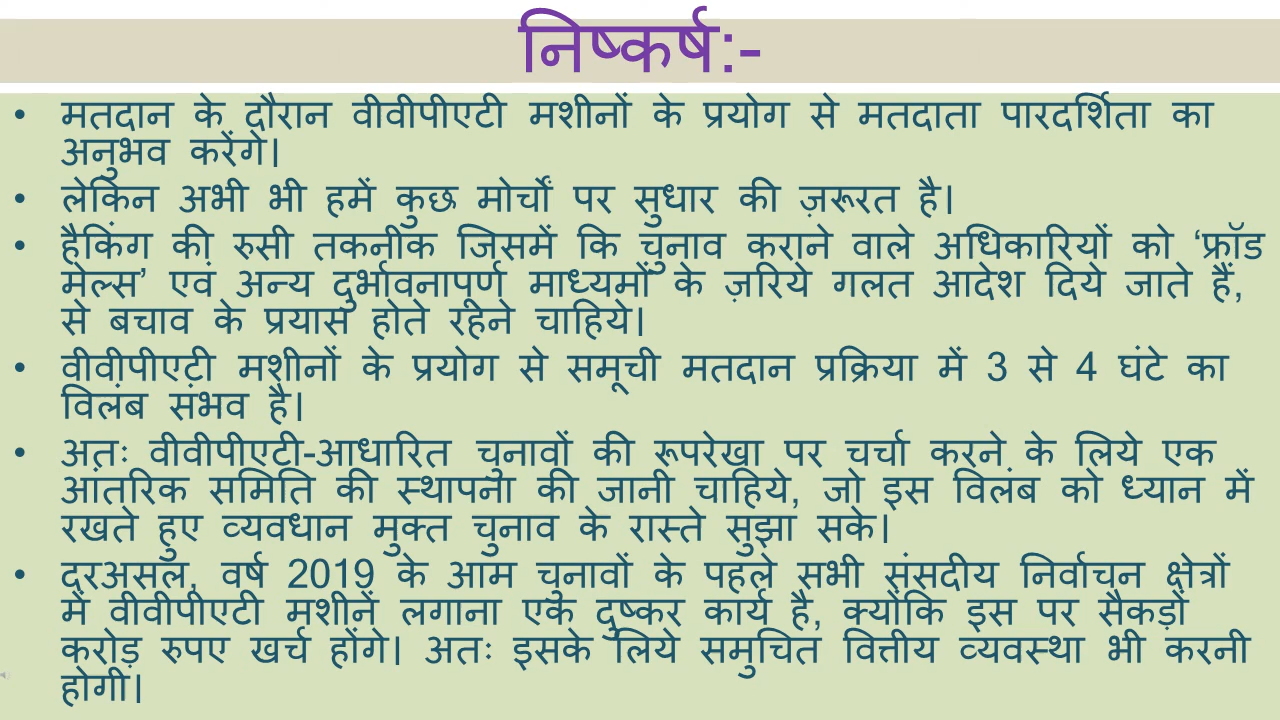 निष्कर्ष:-
• मतदान के दौरान वीवीपीएटी मशीनों के प्रयोग से मतदाता पारदर्शिता का
अनुभव करेंगे।
• लेकिन अभी भी हमें कुछ मोर्चों पर सुधार की ज़रूरत है।
• हैकिंग की रुसी तकनीक जिसमें कि चुनाव कराने वाले अधिकारियों को ‘फ्रॉड
मेल्स’ एवं अन्य दुर्भावनापूर्ण माध्यमों के ज़रिये गलत आदेश दिये जाते हैं,
से बचाव के प्रयास होते रहेने चाहिये।
• वीवीपीएटी मशीनों के प्रयोग से समूची मतदान प्रक्रिया में 3 से 4 घंटे का
विलंब संभव है।
• अतः वीवीपीएटी-आधारित चुनावों की रूपरेखा पर चर्चा करने के लिये एक
आंतरिक समिति की स्थापना की जानी चाहिये, जो इस विलंब को ध्यान में
रखते हुए व्यवधान मुक्त चुनाव के रास्ते सुझा सके।
• दरअसल, वर्ष 2019 के आम चुनावों के पहले सभी संसदीय निर्वाचन क्षेत्रों
में वीवीपीएटी मशीनें लगाना एक दुष्कर कार्य है, क्योंकि इस पर सैकड़ों
करोड़ रुपए खर्च होंगे। अतः इसके लिये समुचित वित्तीय व्यवस्था भी करनी
होगी।